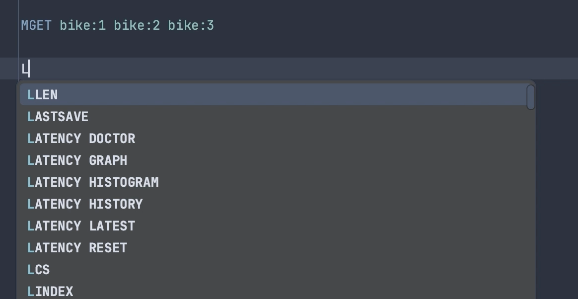 MGET bike:1 bike:2 bike:3
L
LLEN
LASTSAVE
LATENCY DOCTOR
LATENCY GRAPH
LATENCY HISTOGRAM
LATENCY HISTORY
LATENCY LATEST
LATENCY RESET
LCS
LINDEX